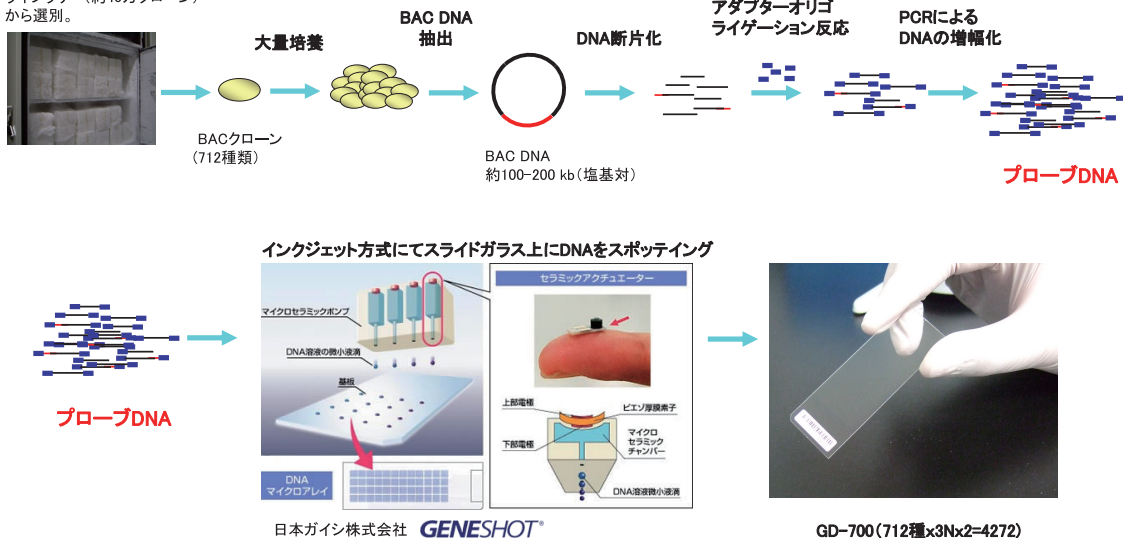 から選別。
大量培養
BAC DNA
抽出
DNA断片化
アダプターオリゴ
ライゲーション反応
PCRによる
DNAの増幅化
BACクローン
(712種類)
BAC DNA
約100-200 kb(塩基対)
プローブDNA
インクジェット方式にてスライドガラス上にDNAをスポッテイング
プローブDNA
マイクロセラミックポンプ
DNA溶液の微小液滴
基板
DNA
マイクロアレイ
セラミックアクチュエーター
上部電極
ピエゾ厚膜素子
下部電極
マイクロ
セラミック
チャンバー
DNA溶液微小液滴
日本ガイシ株式会社 GENESHOT®
GD-700(712種x3Nx2=4272)